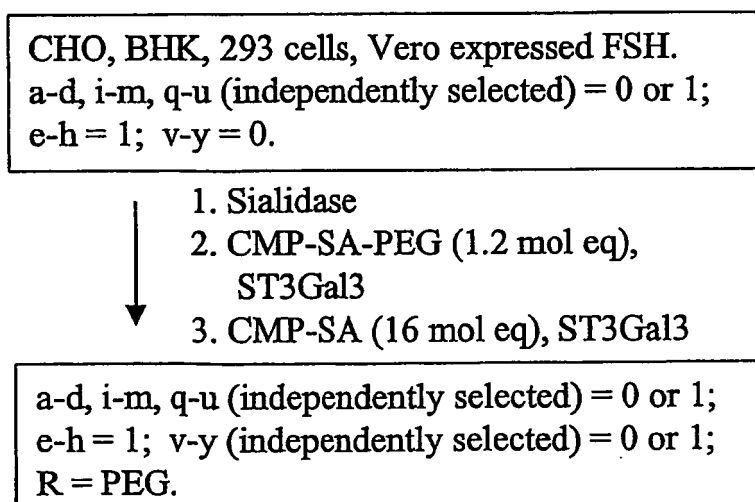 CHO, BHK, 293 cells, Vero expressed FSH.
a-d, i-m, q-u (independently selected) = 0 or 1;
e-h = 1; v-y = 0.
1. Sialidase
2. CMP-SA-PEG (1.2 mol eq),
ST3Gal3
3. CMP-SA (16 mol eq), ST3Gal3
a-d, i-m, q-u (independently selected) = 0 or 1;
e-h = 1; v-y (independently selected) = 0 or 1;
R = PEG.